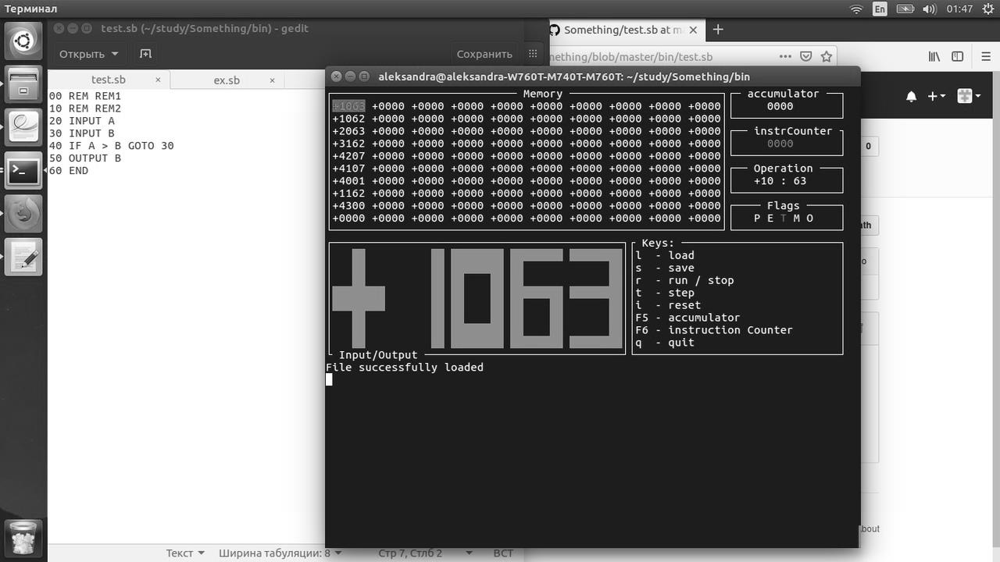 Терминал En 01:47
test.sb (~/study/Something/bin) - gedit
Открыть Сохранить
test.sb × ex.sb ×
00 REM REM1
10 REM REM2
20 INPUT A
30 INPUT B
40 IF A > B GOTO 30
50 OUTPUT B
60 END
Текст Ширина табуляции: 8 Стр 7, Стлб 2 ВСТ
Something/test.sb at m
mething/blob/master/bin/test.sb
0
aleksandra@aleksandra-W760T-M740T-M760T: ~/study/Something/bin
Memory
+1063 +0000 +0000 +0000 +0000 +0000 +0000 +0000 +0000 +0000
+1062 +0000 +0000 +0000 +0000 +0000 +0000 +0000 +0000 +0000
+2063 +0000 +0000 +0000 +0000 +0000 +0000 +0000 +0000 +0000
+3162 +0000 +0000 +0000 +0000 +0000 +0000 +0000 +0000 +0000
+4207 +0000 +0000 +0000 +0000 +0000 +0000 +0000 +0000 +0000
+4107 +0000 +0000 +0000 +0000 +0000 +0000 +0000 +0000 +0000
+4001 +0000 +0000 +0000 +0000 +0000 +0000 +0000 +0000 +0000
+1162 +0000 +0000 +0000 +0000 +0000 +0000 +0000 +0000 +0000
+4300 +0000 +0000 +0000 +0000 +0000 +0000 +0000 +0000 +0000
+0000 +0000 +0000 +0000 +0000 +0000 +0000 +0000 +0000 +0000
accumulator
0000
instrCounter
0000
Operation
+10 : 63
Flags
P E T M O
+1063
Keys:
l - load
s - save
r - run / stop
t - step
i - reset
F5 - accumulator
F6 - instruction Counter
q - quit
Input/Output
File successfully loaded
bout